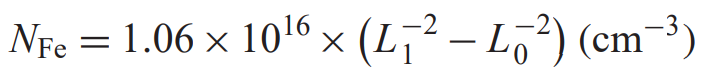 N_Fe = 1.06 × 10^16 × (L_1^−2 − L_0^−2) (cm^−3)